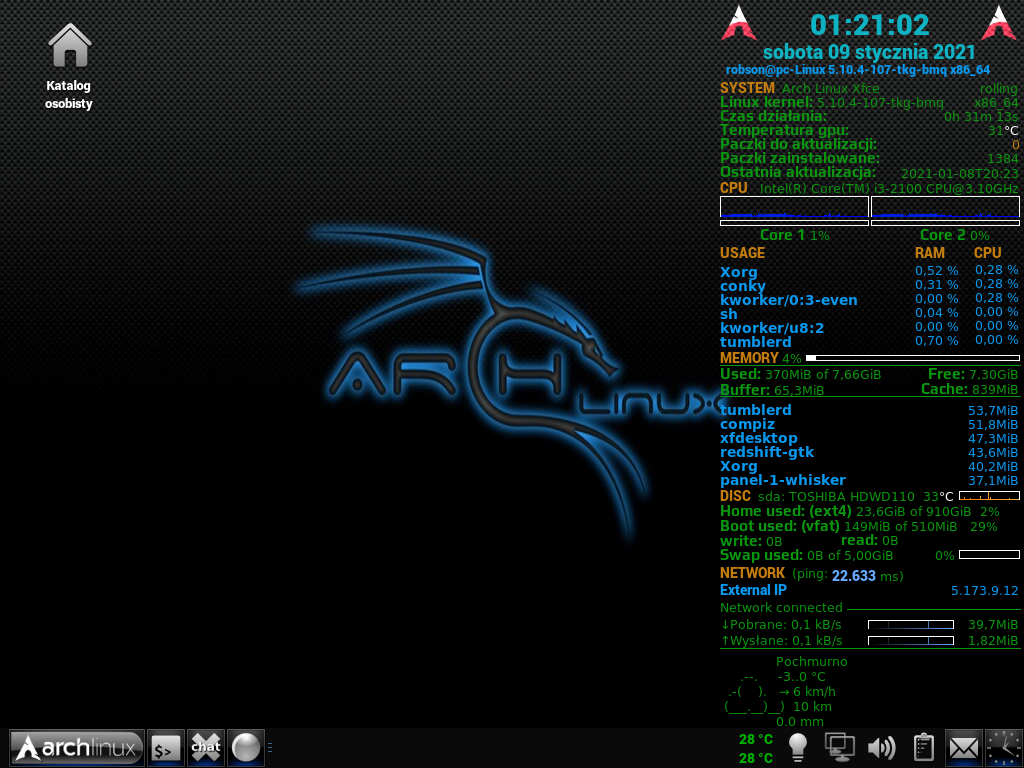 Katalog
osobisty
01:21:02
sobota 09 stycznia 2021
robson@pc-Linux 5.10.4-107-tkg-bmq x86_64
SYSTEM Arch Linux Xfce rolling
Linux kernel: 5.10.4-107-tkg-bmq x86_64
Czas działania: 0h 31m 13s
Temperatura gpu: 31°C
Paczki do aktualizacji: 0
Paczki zainstalowane: 1384
Ostatnia aktualizacja: 2021-01-08T20:23
CPU Intel(R) Core(TM) i3-2100 CPU@3.10GHz
Core 1 1% Core 2 0%
USAGE RAM CPU
Xorg 0,52 % 0,28 %
conky 0,31 % 0,28 %
kworker/0:3-even 0,00 % 0,28 %
sh 0,04 % 0,00 %
kworker/u8:2 0,00 % 0,00 %
tumblerd 0,70 % 0,00 %
MEMORY 4%
Used: 370MiB of 7,66GiB Free: 7,30GiB
Buffer: 65,3MiB Cache: 839MiB
tumblerd 53,7MiB
compiz 51,8MiB
xfdesktop 47,3MiB
redshift-gtk 43,6MiB
Xorg 40,2MiB
panel-1-whisker 37,1MiB
DISC sda: TOSHIBA HDWD110 33°C
Home used: (ext4) 23,6GiB of 910GiB 2%
Boot used: (vfat) 149MiB of 510MiB 29%
write: 0B read: 0B
Swap used: 0B of 5,00GiB 0%
NETWORK (ping: 22.633 ms)
External IP 5.173.9.12
Network connected
↓Pobrane: 0,1 kB/s 39,7MiB
↑Wysłane: 0,1 kB/s 1,82MiB
Pochmurno
.--. -3..0 °C
.-( ). → 6 km/h
(___.__)__) 10 km
0.0 mm
ARCH
LINUX
archlinux
$>
chat
28 °C
28 °C